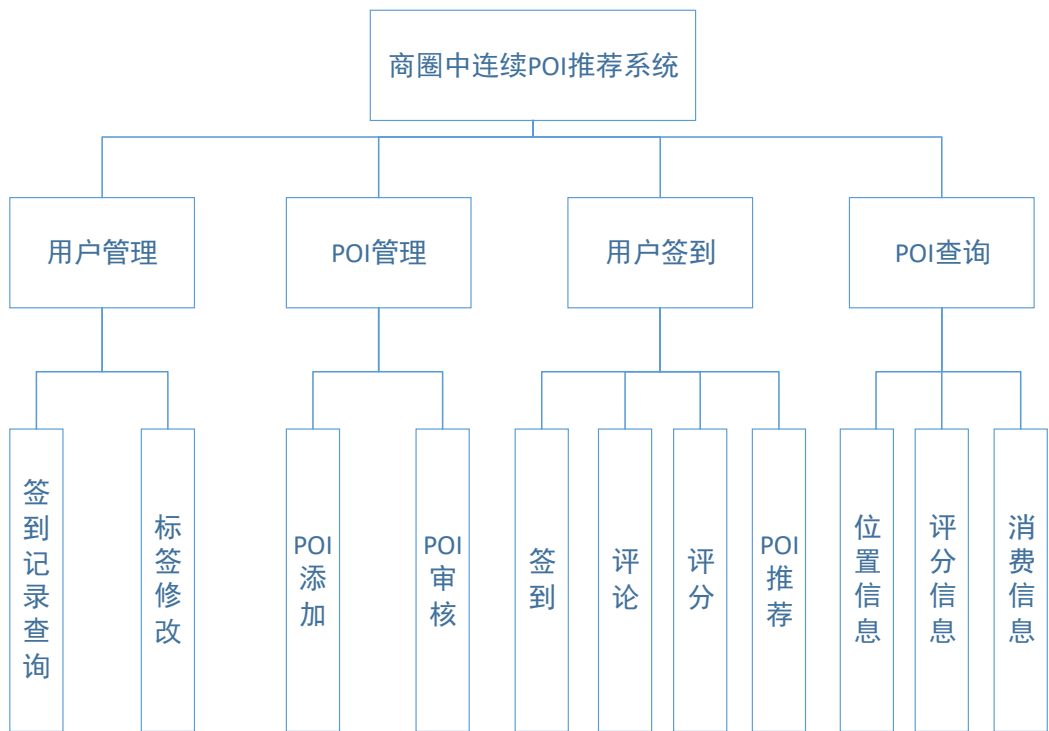 商圈中连续POI推荐系统
用户管理
POI管理
用户签到
POI查询
签到记录查询
标签修改
POI添加
POI审核
签到
评论
评分
POI推荐
位置信息
评分信息
消费信息